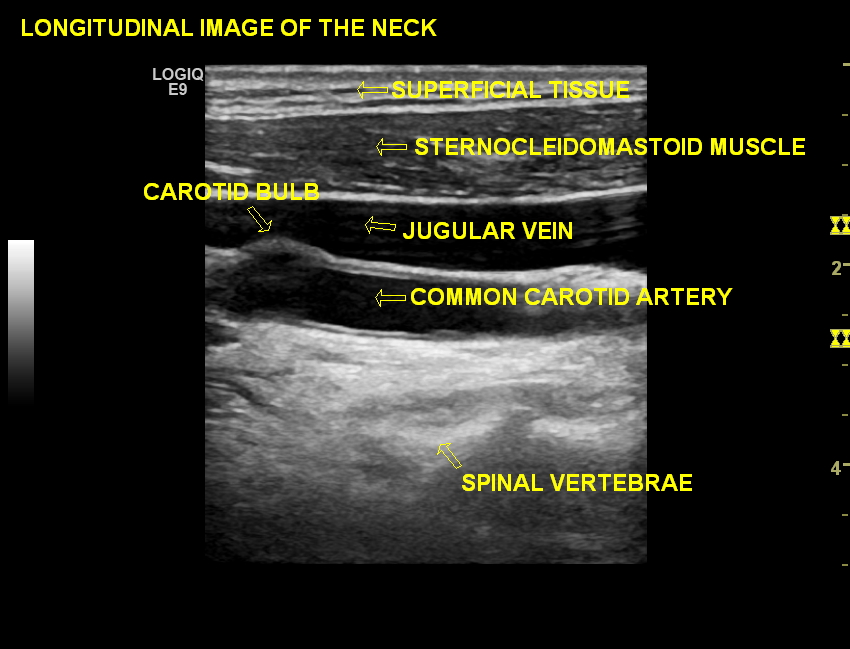 LONGITUDINAL IMAGE OF THE NECK
LOGIQ
E9
SUPERFICIAL TISSUE
STERNOCLEIDOMASTOID MUSCLE
CAROTID BULB
JUGULAR VEIN
2
COMMON CAROTID ARTERY
4
SPINAL VERTEBRAE